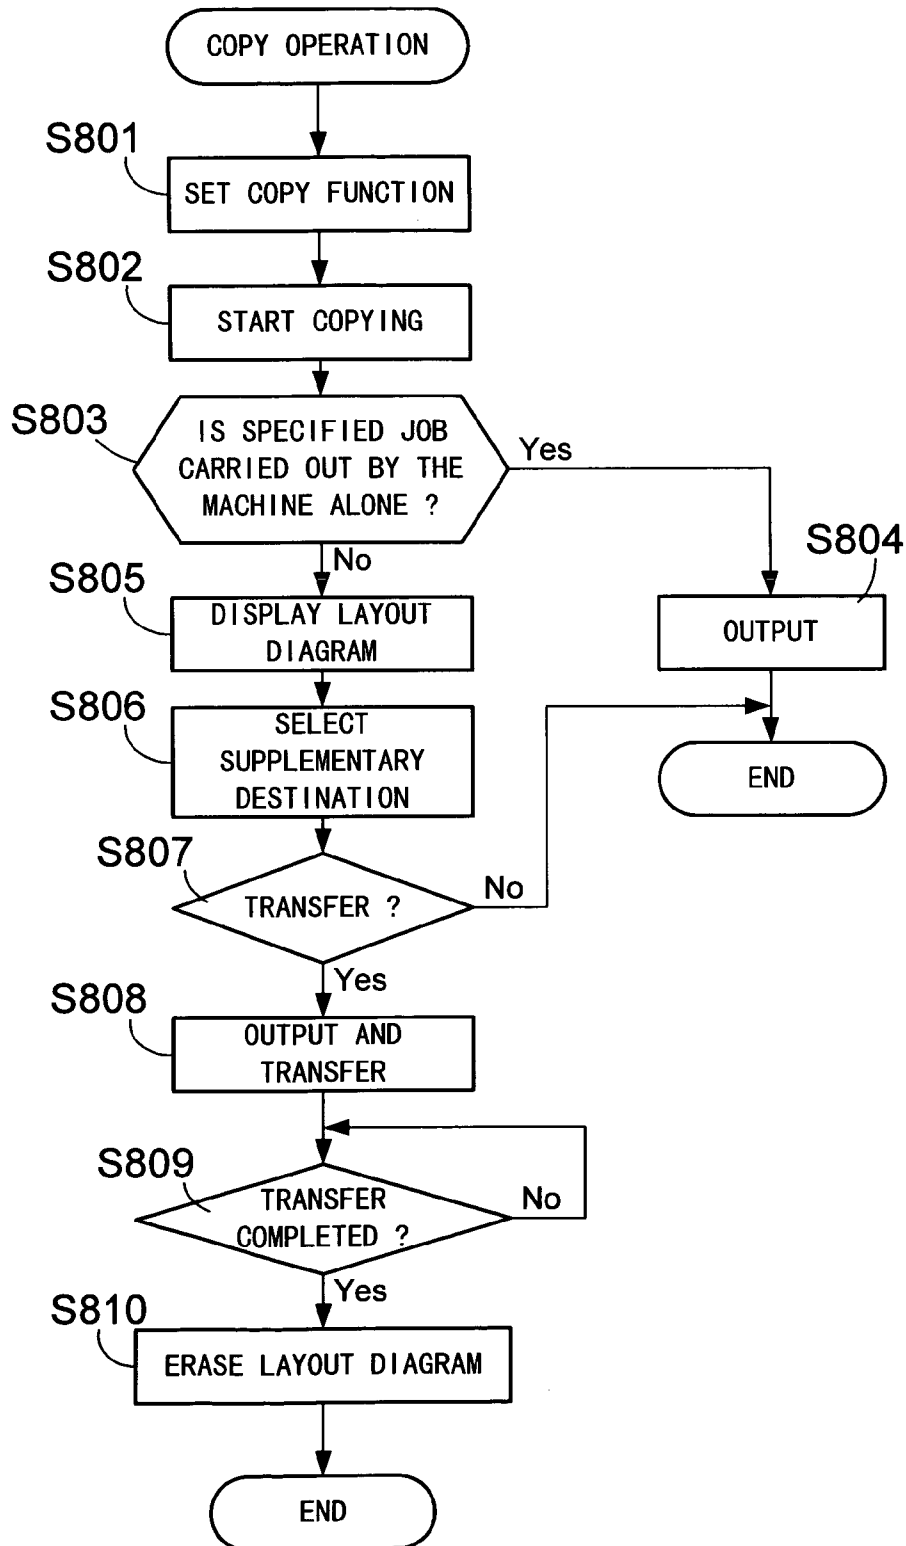 COPY OPERATION
S801
SET COPY FUNCTION
S802
START COPYING
S803
IS SPECIFIED JOB
CARRIED OUT BY THE
MACHINE ALONE ?
Yes
No
S804
OUTPUT
S805
DISPLAY LAYOUT
DIAGRAM
S806
SELECT
SUPPLEMENTARY
DESTINATION
END
S807
TRANSFER ?
No
Yes
S808
OUTPUT AND
TRANSFER
S809
TRANSFER
COMPLETED ?
No
Yes
S810
ERASE LAYOUT DIAGRAM
END